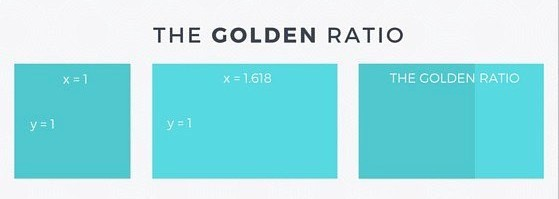 THE GOLDEN RATIO
x = 1
y = 1
x = 1.618
y = 1
THE GOLDEN RATIO